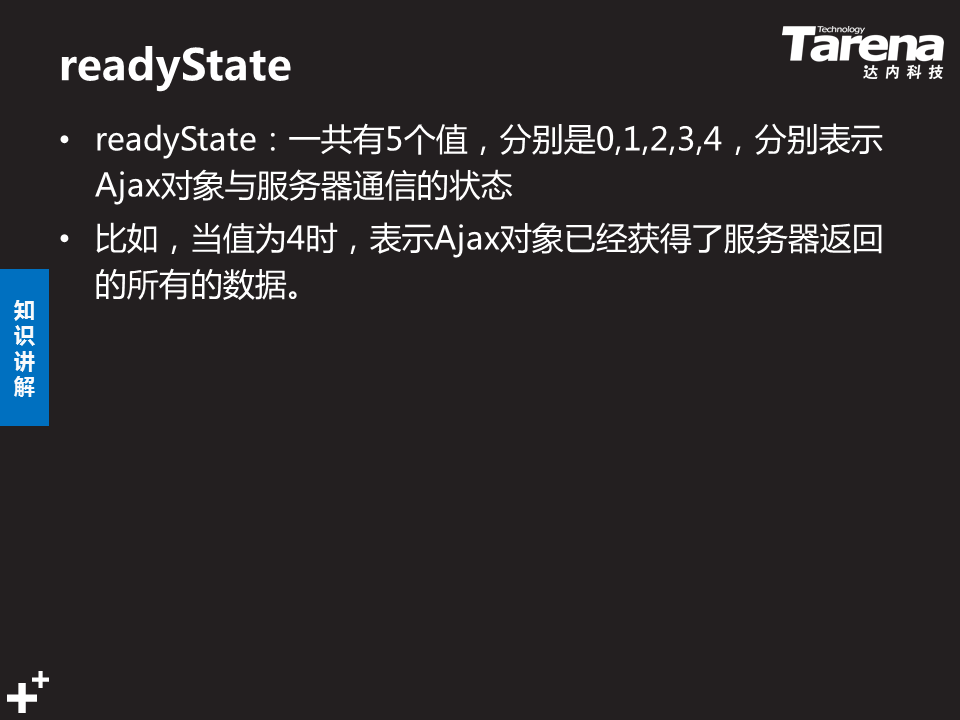 readyState
Technology
Tarena
达内科技
• readyState：一共有5个值，分别是0,1,2,3,4，分别表示
Ajax对象与服务器通信的状态
• 比如，当值为4时，表示Ajax对象已经获得了服务器返回
的所有的数据。
知
识
讲
解